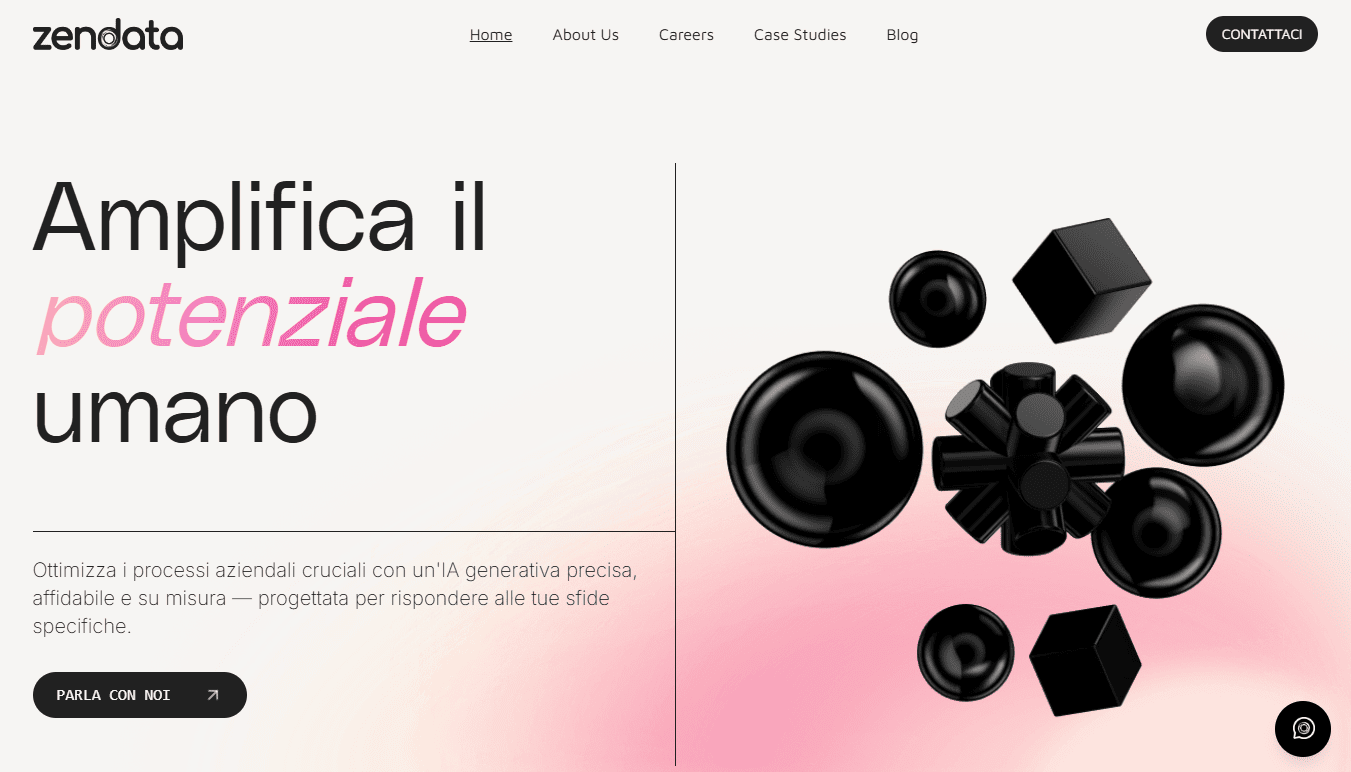 zendata
Home
About Us
Careers
Case Studies
Blog
CONTATTACI
Amplifica il
potenziale
umano
Ottimizza i processi aziendali cruciali con un'IA generativa precisa,
affidabile e su misura — progettata per rispondere alle tue sfide
specifiche.
PARLA CON NOI